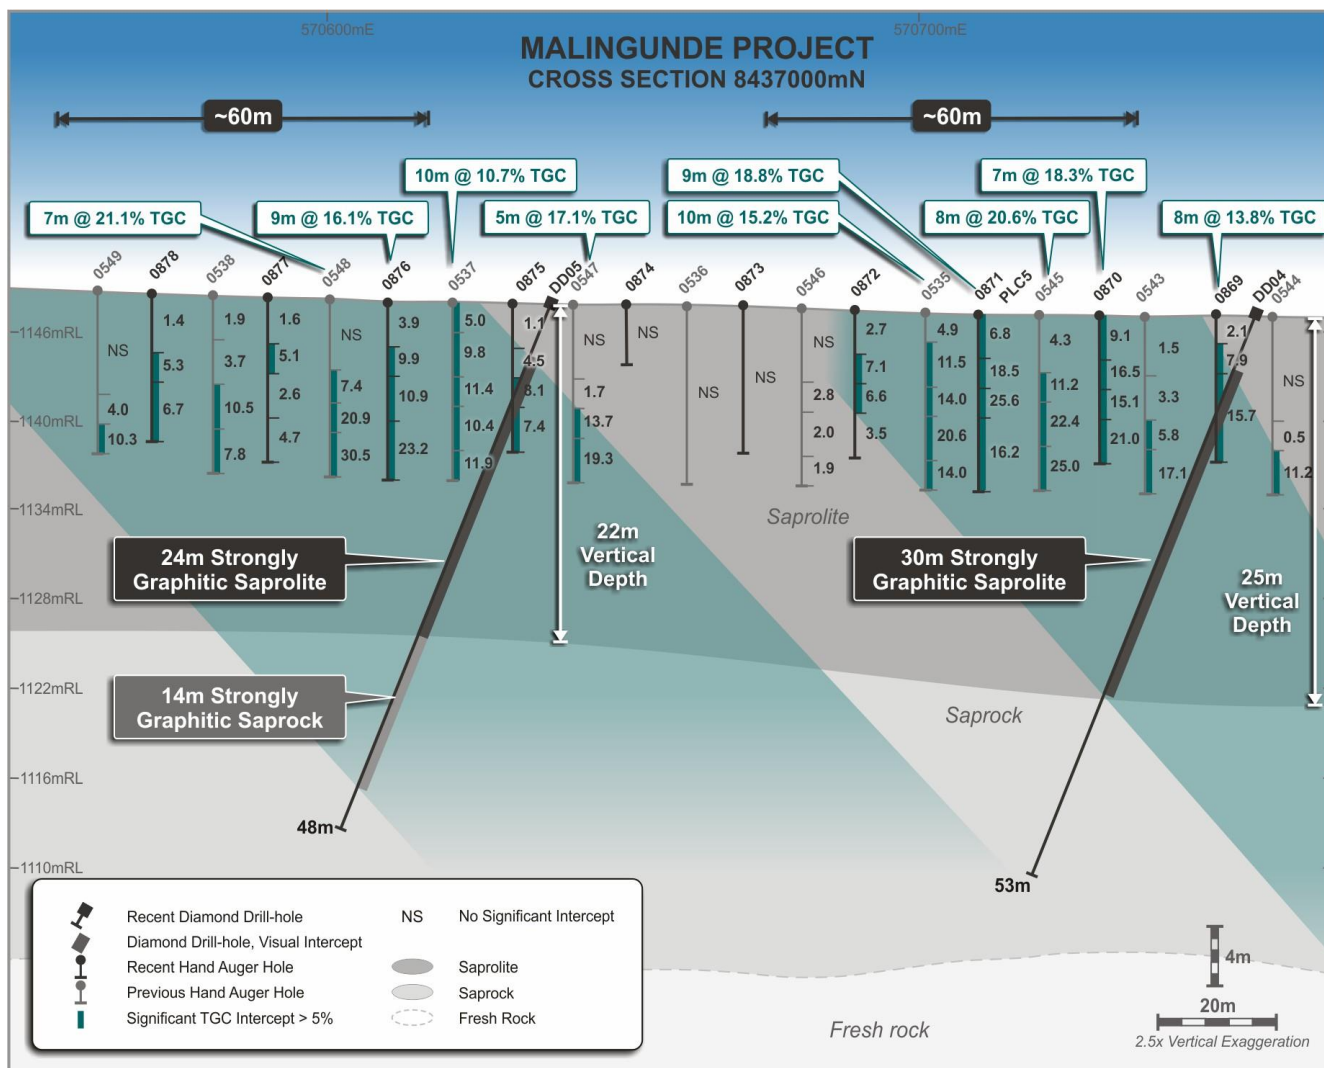 570600mE
570700mE
MALINGUNDE PROJECT
CROSS SECTION 8437000mN
~60m
~60m
10m @ 10.7% TGC
9m @ 18.8% TGC
7m @ 18.3% TGC
7m @ 21.1% TGC
9m @ 16.1% TGC
5m @ 17.1% TGC
10m @ 15.2% TGC
8m @ 20.6% TGC
8m @ 13.8% TGC
0549
0878
0538
0877
0548
0876
0537
0875
DD05
0547
0874
0536
0873
0546
0872
0535
0871
PLC5
0545
0870
0543
0869
DD04
0544
1146mRL
1140mRL
1134mRL
1128mRL
1122mRL
1116mRL
1110mRL
NS
4.0
10.3
1.4
5.3
6.7
1.9
3.7
10.5
7.8
1.6
5.1
2.6
4.7
NS
7.4
20.9
30.5
3.9
9.9
10.9
23.2
5.0
9.8
11.4
10.4
11.9
1.1
4.5
8.1
7.4
NS
1.7
13.7
19.3
NS
NS
NS
NS
2.8
2.0
1.9
2.7
7.1
6.6
3.5
4.9
11.5
14.0
20.6
14.0
6.8
18.5
25.6
16.2
4.3
11.2
22.4
25.0
9.1
16.5
15.1
21.0
1.5
3.3
5.8
17.1
2.1
7.9
15.7
NS
0.5
11.2
Saprolite
24m Strongly
Graphitic Saprolite
22m
Vertical
Depth
30m Strongly
Graphitic Saprolite
25m
Vertical
Depth
14m Strongly
Graphitic Saprock
Saprock
48m
53m
Recent Diamond Drill-hole
Diamond Drill-hole, Visual Intercept
Recent Hand Auger Hole
Previous Hand Auger Hole
Significant TGC Intercept > 5%
NS No Significant Intercept
Saprolite
Saprock
Fresh Rock
Fresh rock
4m
20m
2.5x Vertical Exaggeration